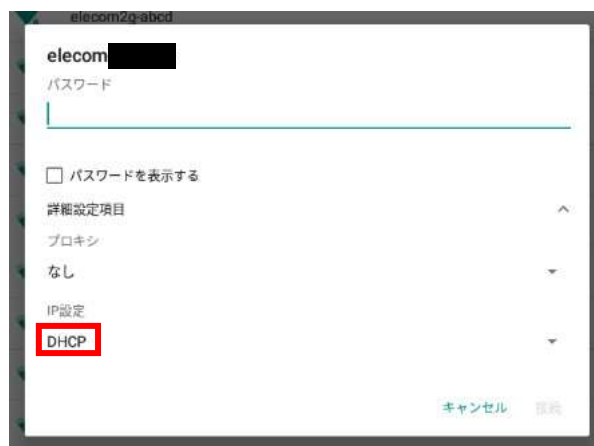 elecom2g-abcd
elecom
パスワード
パスワードを表示する
詳細設定項目
プロキシ
なし
IP設定
DHCP
キャンセル 接続